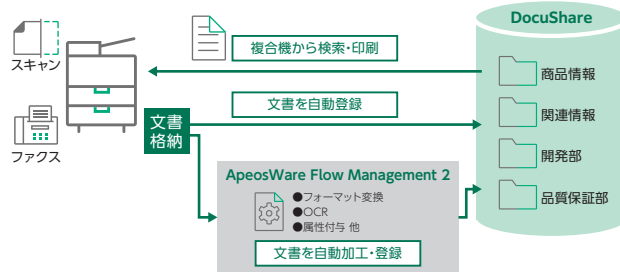 スキャン
ファクス
複合機から検索・印刷
文書を自動登録
文書
格納
ApeosWare Flow Management 2
●フォーマット変換
●OCR
●属性付与 他
文書を自動加工・登録
DocuShare
商品情報
関連情報
開発部
品質保証部